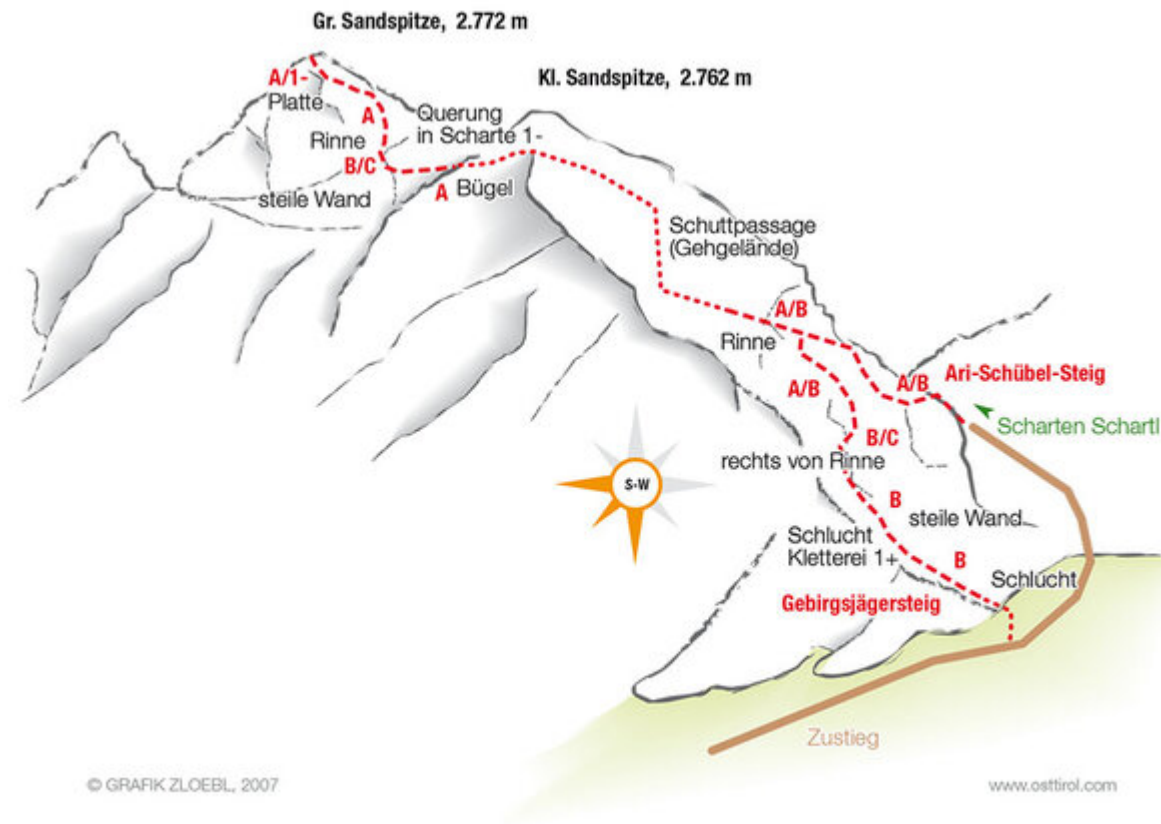 Gr. Sandspitze, 2.772 m
Kl. Sandspitze, 2.762 m
A/1-
Platte
A
Querung
in Scharte 1-
Rinne
B/C
A
Bügel
steile Wand
Schuttpassage
(Gehgelände)
A/B
Rinne
A/B
A/B
Ari-Schübel-Steig
Scharten Schartl
B/C
rechts von Rinne
S-W
B
steile Wand
Schlucht
Kletterei 1+
B
Schlucht
Gebirgsjägersteig
Zustieg
© GRAFIK ZLOEBL, 2007
www.osttirol.com